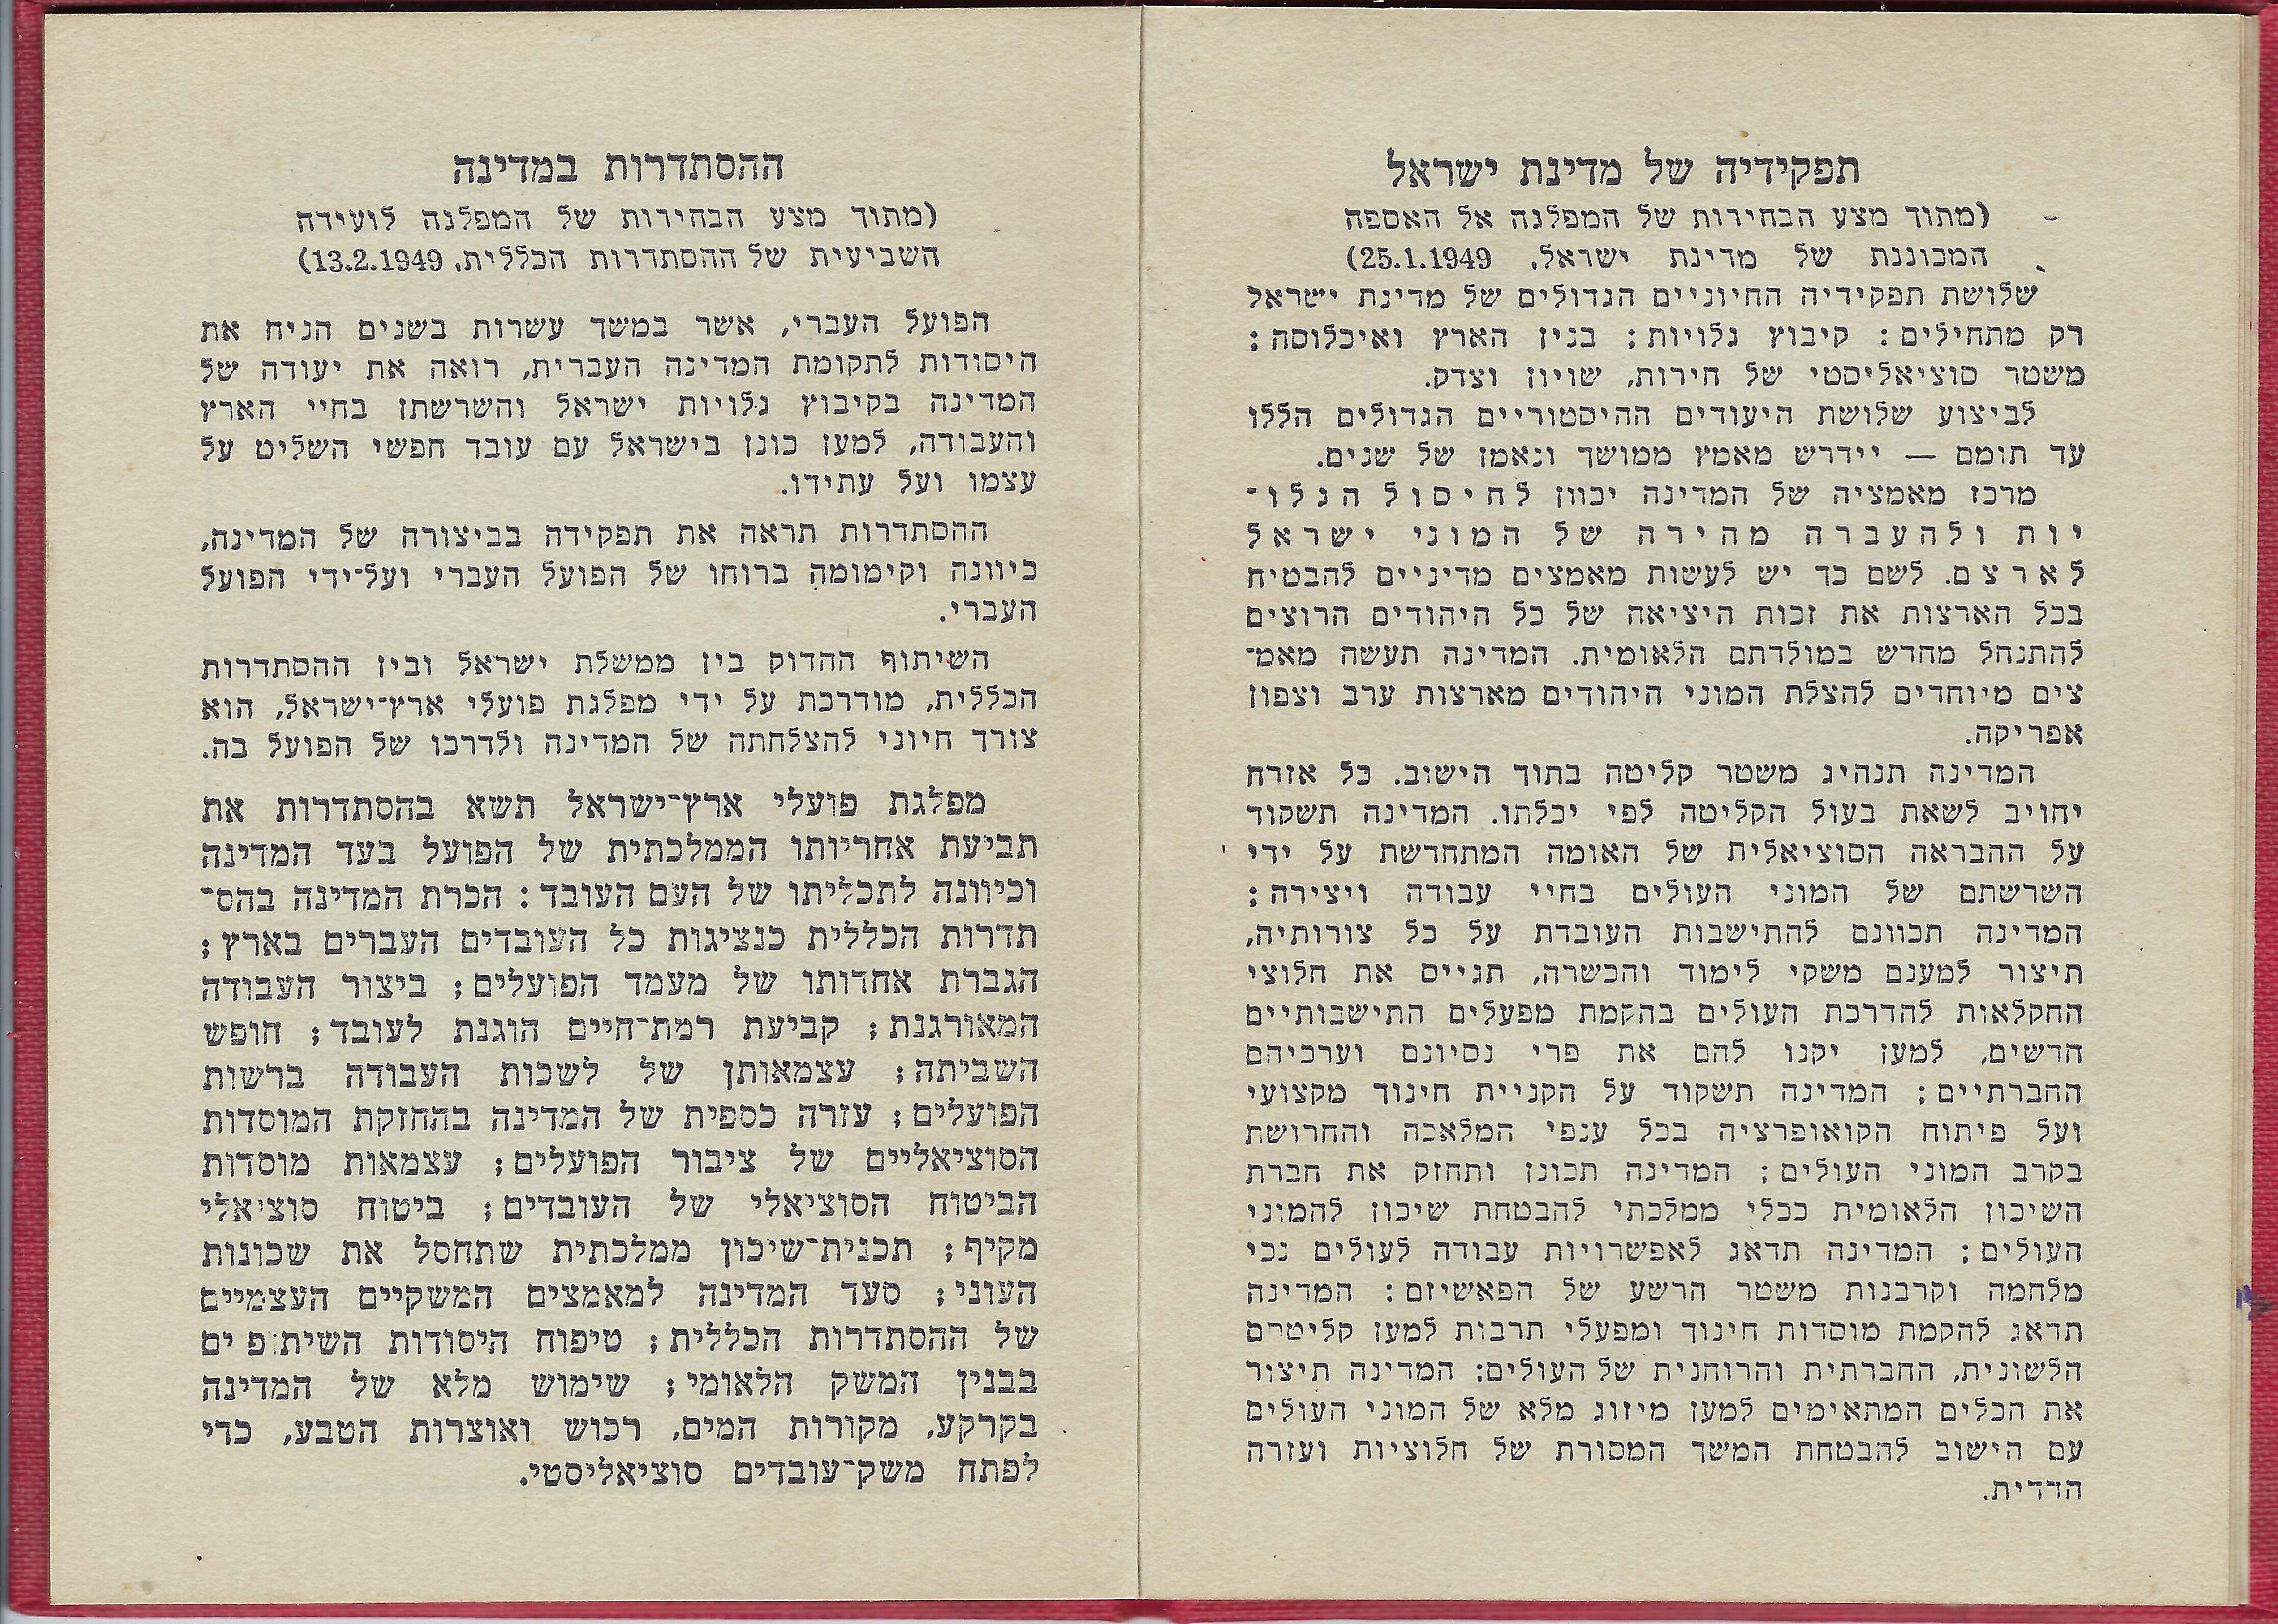 תפקידיה של מדינת ישראל
(מתוך מצע הבחירות של המפלגה אל האספה
המכוננת של מדינת ישראל, 25.1.1949)
שלושת תפקידיה החיוניים הגדולים של מדינת ישראל
רק מתחילים: קיבוץ גלויות; בנין הארץ ואיכלוסה;
משטר סוציאליסטי של חירות, שויון וצדק.
לביצוע שלושת היעודים ההיסטוריים הגדולים הללו
עד תומם — יידרש מאמץ ממושך ונאמן של שנים.
מרכז מאמציה של המדינה יכוון לחיסול הגלו־
יות ולהעברה מהירה של המוני ישראל
לארצם. לשם כך יש לעשות מאמצים מדיניים להבטיח
בכל הארצות את זכות היציאה של כל היהודים הרוצים
להתנחל מחדש במולדתם הלאומית. המדינה תעשה מאמ־
צים מיוחדים להצלת המוני היהודים מארצות ערב וצפון
אפריקה.
המדינה תנהיג משטר קליטה בתוך הישוב. כל אזרח
יחויב לשאת בעול הקליטה לפי יכלתו. המדינה תשקוד
על ההבראה הסוציאלית של האומה המתחדשת על ידי
השרשתם של המוני העולים בחיי עבודה ויצירה;
המדינה תכוונם להתישבות העובדת על כל צורותיה,
תיצור למענם משקי לימוד והכשרה, תגייס את חלוצי
החקלאות להדרכת העולים בהקמת מפעלים התישבותיים
חדשים, למען יקנו להם את פרי נסיונם וערכיהם
החברתיים; המדינה תשקוד על הקניית חינוך מקצועי
ועל פיתוח הקואופרציה בכל ענפי המלאכה והחרושת
בקרב המוני העולים; המדינה תכונן ותחזק את חברת
השיכון הלאומית ככלי ממלכתי להבטחת שיכון להמוני
העולים; המדינה תדאג לאפשרויות עבודה לעולים נכי
מלחמה וקרבנות משטר הרשע של הפאשיזם; המדינה
תדאג להקמת מוסדות חינוך ומפעלי תרבות למען קליטרם
הלשונית, החברתית והרוחנית של העולים; המדינה תיצור
את הכלים המתאימים למען מיזוג מלא של המוני העולים
עם הישוב להבטחת המשך המסורת של חלוציות ועזרה
הדדית.
ההסתדרות במדינה
(מתוך מצע הבחירות של המפלגה לועידה
השביעית של ההסתדרות הכללית, 13.2.1949)
הפועל העברי, אשר במשך עשרות בשנים הניח את
היסודות לתקומת המדינה העברית, רואה את יעודה של
המדינה בקיבוץ גלויות ישראל והשרשתן בחיי הארץ
והעבודה, למען כונן בישראל עם עובד חפשי השליט על
עצמו ועל עתידו.
ההסתדרות תראה את תפקידה בביצורה של המדינה,
כיוונה וקימומה ברוחו של הפועל העברי ועל־ידי הפועל
העברי.
השיתוף ההדוק בין ממשלת ישראל ובין ההסתדרות
הכללית, מודרכת על ידי מפלגת פועלי ארץ־ישראל, הוא
צורך חיוני להצלחתה של המדינה ולדרכו של הפועל בה.
מפלגת פועלי ארץ־ישראל תשא בהסתדרות את
תביעת אחריותו הממלכתית של הפועל בעד המדינה
וכיוונה לתכליתו של העם העובד: הכרת המדינה בהס־
תדרות הכללית כנציגות כל העובדים העברים בארץ;
הגברת אחדותו של מעמד הפועלים; ביצור העבודה
המאורגנת; קביעת רמת־חיים הוגנת לעובד; חופש
השביתה; עצמאותן של לשכות העבודה ברשות
הפועלים; עזרה כספית של המדינה בהחזקת המוסדות
הסוציאליים של ציבור הפועלים; עצמאות מוסדות
הביטוח הסוציאלי של העובדים; ביטוח סוציאלי
מקיף; תכנית־שיכון ממלכתית שתחסל את שכונות
העוני; סעד המדינה למאמצים המשקיים העצמיים
של ההסתדרות הכללית; טיפוח היסודות השיתופים
בבנין המשק הלאומי; שימוש מלא של המדינה
בקרקע, מקורות המים, רכוש ואוצרות הטבע, כדי
לפתח משק־עובדים סוציאליסטי.